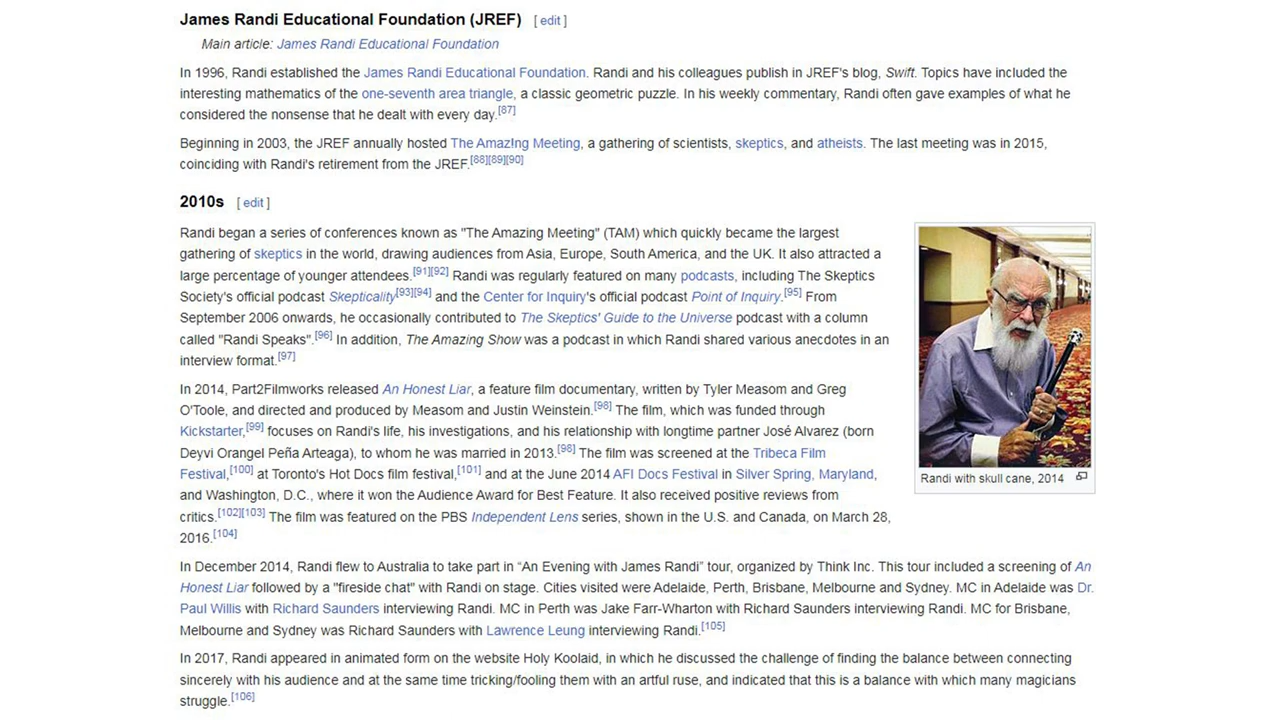 James Randi Educational Foundation (JREF) [ edit ]
Main article: James Randi Educational Foundation
In 1996, Randi established the James Randi Educational Foundation. Randi and his colleagues publish in JREF's blog, Swift. Topics have included the
interesting mathematics of the one-seventh area triangle, a classic geometric puzzle. In his weekly commentary, Randi often gave examples of what he
considered the nonsense that he dealt with every day.[87]
Beginning in 2003, the JREF annually hosted The Amaz!ng Meeting, a gathering of scientists, skeptics, and atheists. The last meeting was in 2015,
coinciding with Randi's retirement from the JREF.[88][89][90]
2010s [ edit ]
Randi began a series of conferences known as "The Amazing Meeting" (TAM) which quickly became the largest
gathering of skeptics in the world, drawing audiences from Asia, Europe, South America, and the UK. It also attracted a
large percentage of younger attendees.[91][92] Randi was regularly featured on many podcasts, including The Skeptics
Society's official podcast Skepticality[93][94] and the Center for Inquiry's official podcast Point of Inquiry.[95] From
September 2006 onwards, he occasionally contributed to The Skeptics' Guide to the Universe podcast with a column
called "Randi Speaks".[96] In addition, The Amazing Show was a podcast in which Randi shared various anecdotes in an
interview format.[97]
In 2014, Part2Filmworks released An Honest Liar, a feature film documentary, written by Tyler Measom and Greg
O'Toole, and directed and produced by Measom and Justin Weinstein.[98] The film, which was funded through
Kickstarter,[99] focuses on Randi's life, his investigations, and his relationship with longtime partner José Alvarez (born
Deyvi Orangel Peña Arteaga), to whom he was married in 2013.[98] The film was screened at the Tribeca Film
Festival,[100] at Toronto's Hot Docs film festival,[101] and at the June 2014 AFI Docs Festival in Silver Spring, Maryland,
and Washington, D.C., where it won the Audience Award for Best Feature. It also received positive reviews from
critics.[102][103] The film was featured on the PBS Independent Lens series, shown in the U.S. and Canada, on March 28,
2016.[104]
Randi with skull cane, 2014
In December 2014, Randi flew to Australia to take part in “An Evening with James Randi” tour, organized by Think Inc. This tour included a screening of An
Honest Liar followed by a "fireside chat" with Randi on stage. Cities visited were Adelaide, Perth, Brisbane, Melbourne and Sydney. MC in Adelaide was Dr.
Paul Willis with Richard Saunders interviewing Randi. MC in Perth was Jake Farr-Wharton with Richard Saunders interviewing Randi. MC for Brisbane,
Melbourne and Sydney was Richard Saunders with Lawrence Leung interviewing Randi.[105]
In 2017, Randi appeared in animated form on the website Holy Koolaid, in which he discussed the challenge of finding the balance between connecting
sincerely with his audience and at the same time tricking/fooling them with an artful ruse, and indicated that this is a balance with which many magicians
struggle.[106]